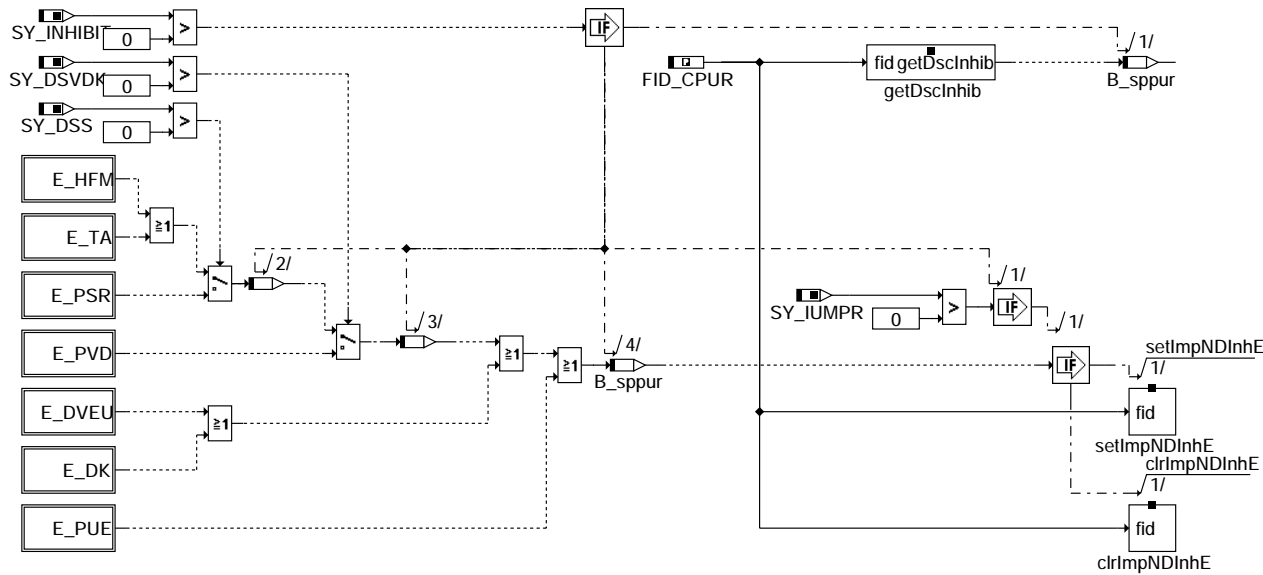 SY_INHIBIT
0
>
IF
/1/
SY_DSVDK
0
>
FID_CPUR
fid getDscInhib
getDscInhib
B_sppur
SY_DSS
0
>
E_HFM
≥1
E_TA
/2/
E_PSR
/1/
SY_IUMPR
0
>
IF
/1/
/3/
E_PVD
≥1
≥1
/4/
B_sppur
IF
setImpNDInhE
/1/
E_DVEU
≥1
fid
setImpNDInhE
E_DK
clrImpNDInhE
/1/
E_PUE
fid
clrImpNDInhE